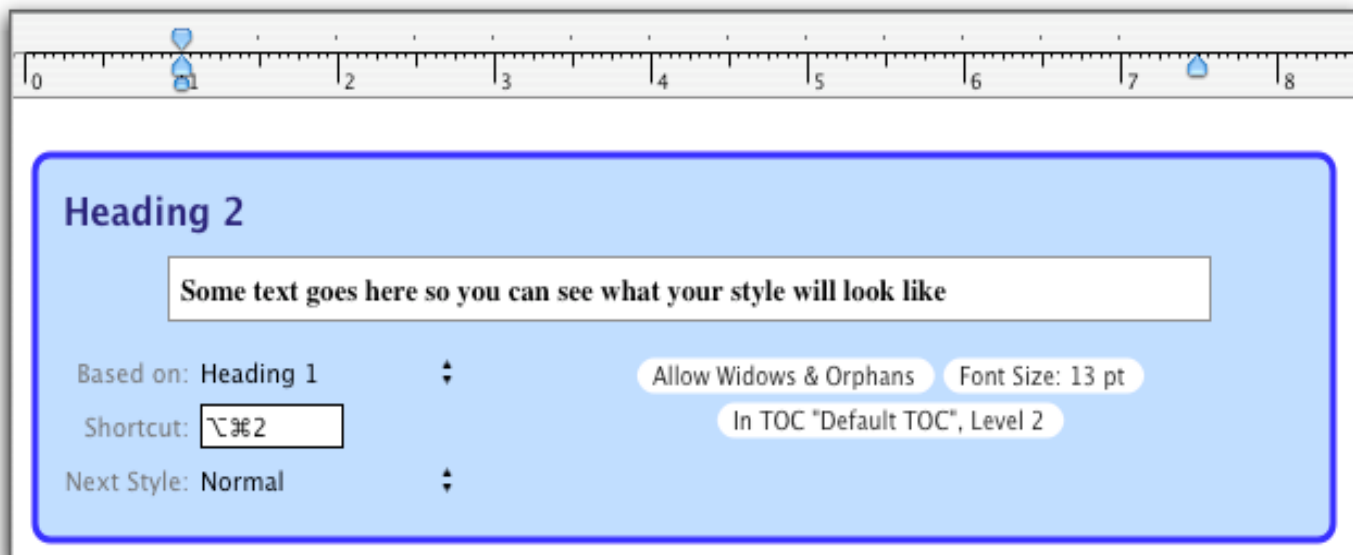 0 1 2 3 4 5 6 7 8
Heading 2
Some text goes here so you can see what your style will look like
Based on: Heading 1
Allow Widows & Orphans Font Size: 13 pt
Shortcut: ⌥⌘2
In TOC "Default TOC", Level 2
Next Style: Normal